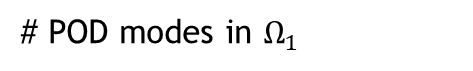 # POD modes in Ω₁